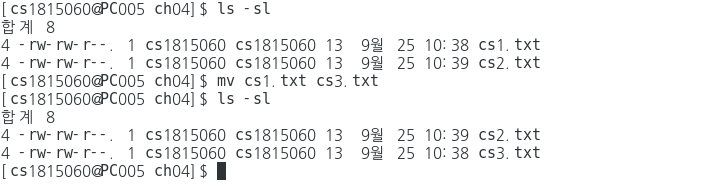 [cs1815060@PC005 ch04]$ ls -sl
합계 8
4 -rw-rw-r--. 1 cs1815060 cs1815060 13  9월  25 10:38 cs1.txt
4 -rw-rw-r--. 1 cs1815060 cs1815060 13  9월  25 10:39 cs2.txt
[cs1815060@PC005 ch04]$ mv cs1.txt cs3.txt
[cs1815060@PC005 ch04]$ ls -sl
합계 8
4 -rw-rw-r--. 1 cs1815060 cs1815060 13  9월  25 10:39 cs2.txt
4 -rw-rw-r--. 1 cs1815060 cs1815060 13  9월  25 10:38 cs3.txt
[cs1815060@PC005 ch04]$